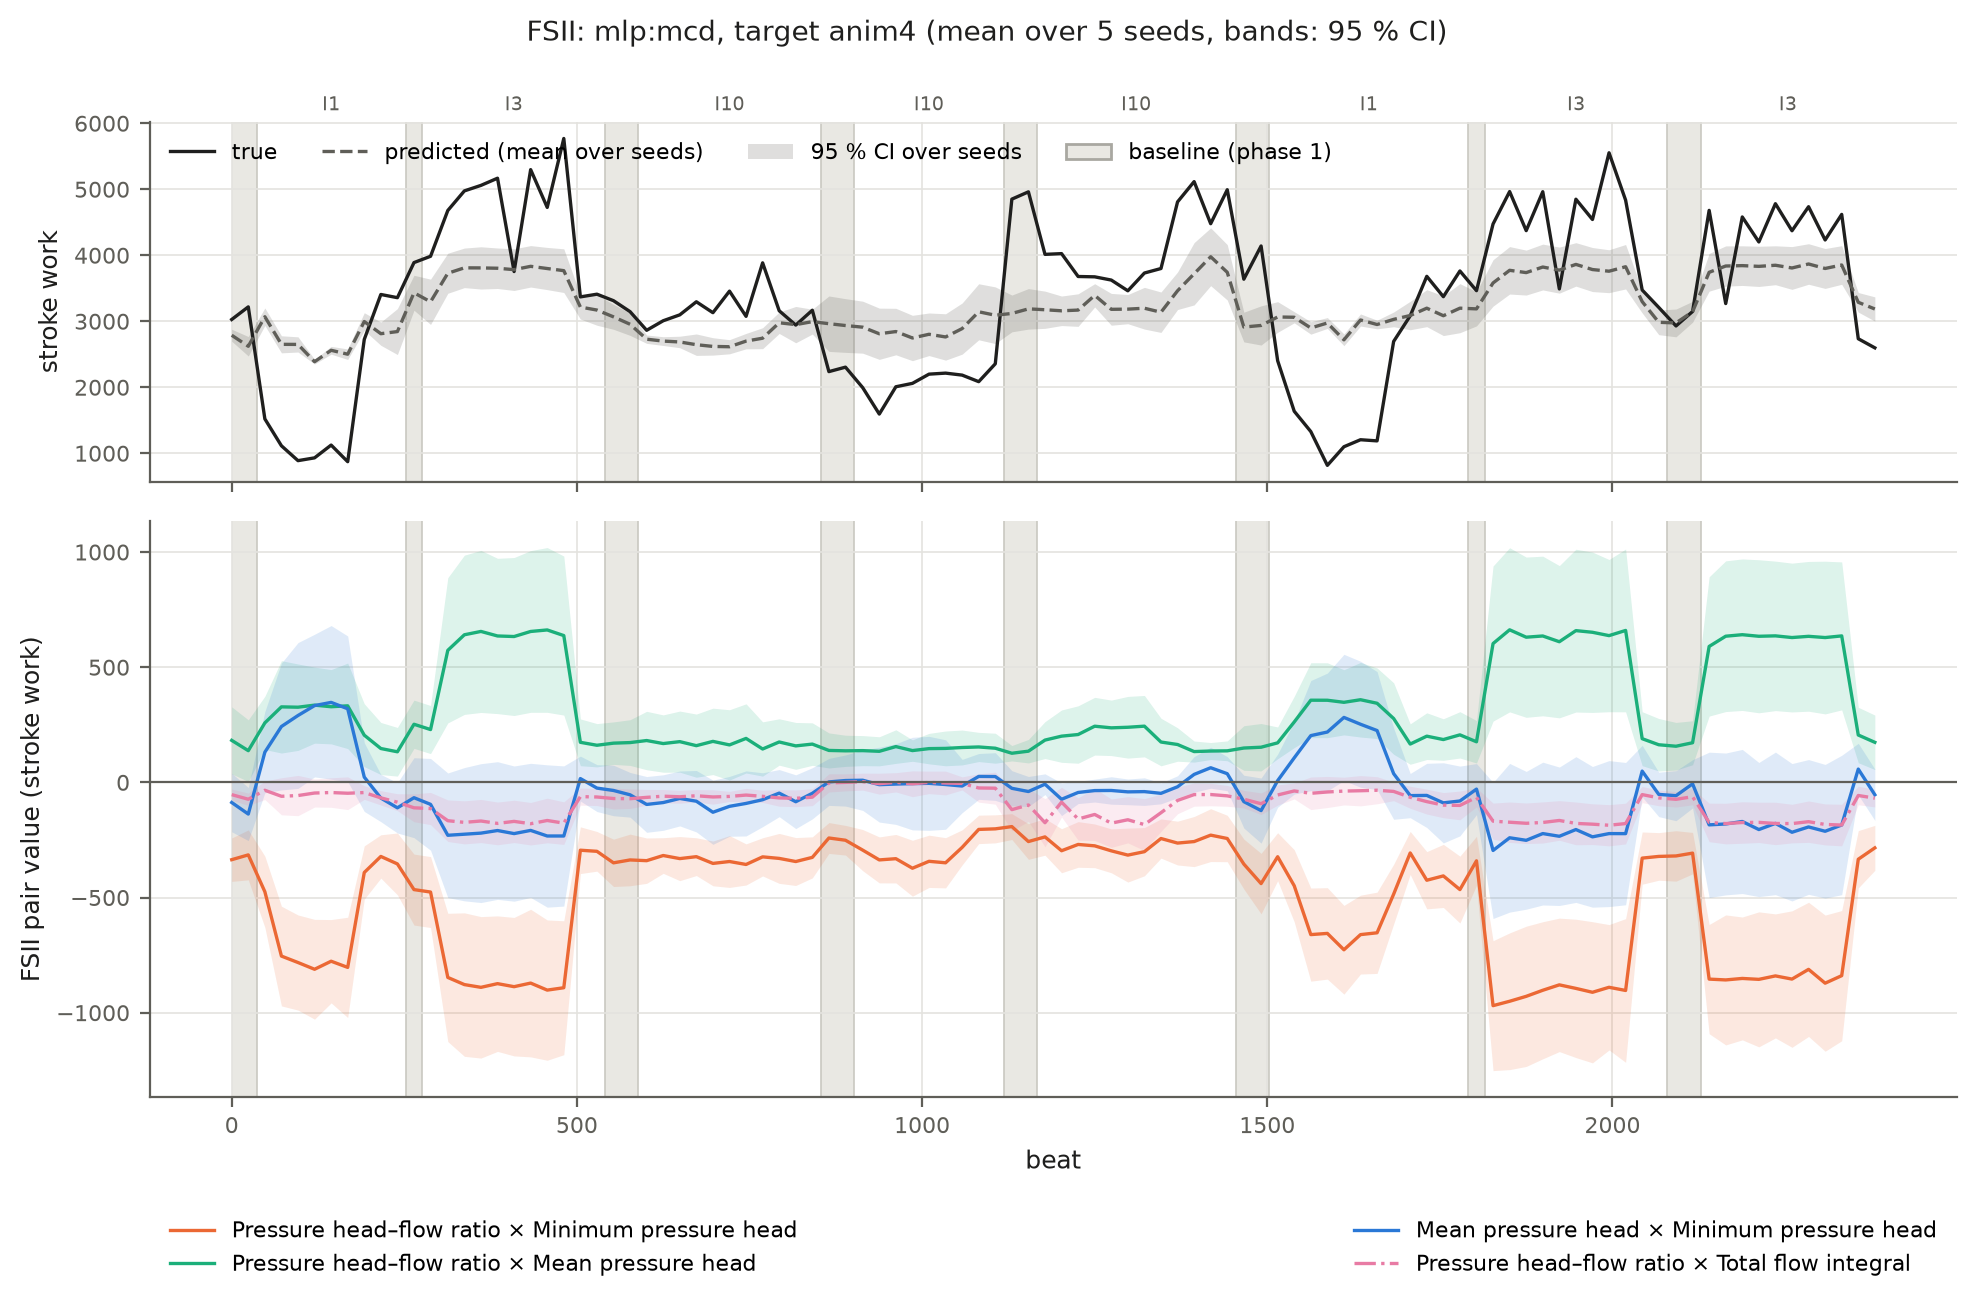 FSII: mlp:mcd, target anim4 (mean over 5 seeds, bands: 95 % CI)
I1 I3 I10 I10 I10 I1 I3 I3
true predicted (mean over seeds) 95 % CI over seeds baseline (phase 1)
stroke work
6000
5000
4000
3000
2000
1000
FSII pair value (stroke work)
1000
500
0
−500
−1000
0 500 1000 1500 2000
beat
Pressure head–flow ratio × Minimum pressure head
Pressure head–flow ratio × Mean pressure head
Mean pressure head × Minimum pressure head
Pressure head–flow ratio × Total flow integral